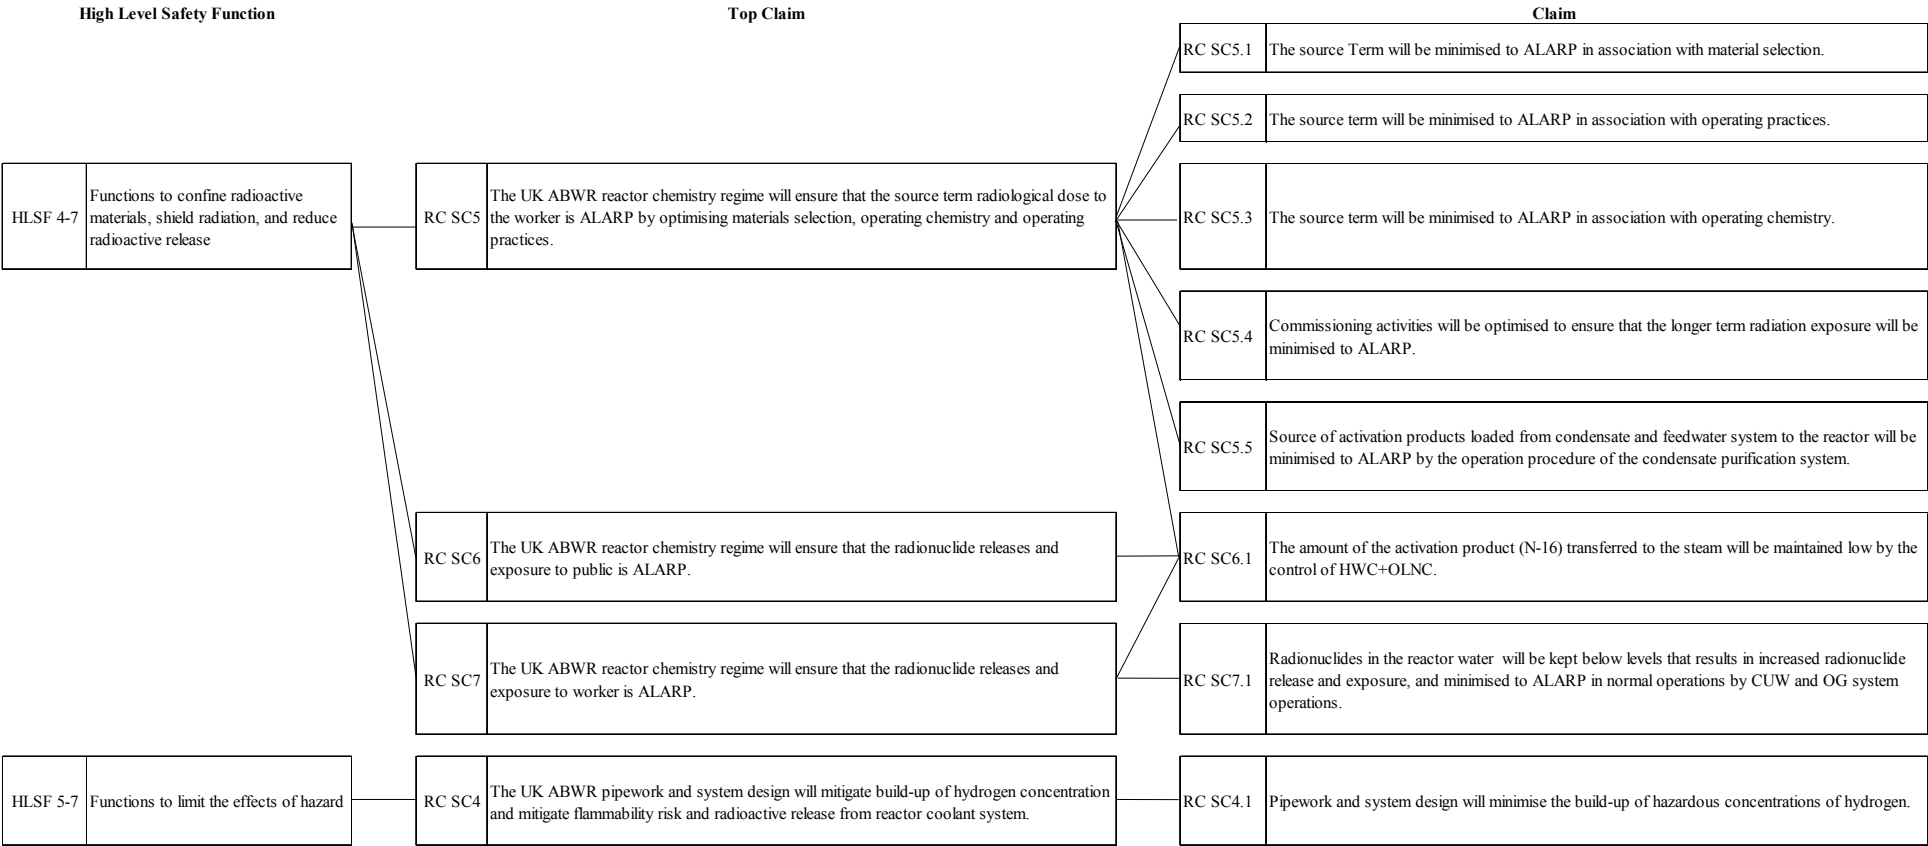 High Level Safety Function
Top Claim
Claim
RC SC5.1
The source Term will be minimised to ALARP in association with material selection.
RC SC5.2
The source term will be minimised to ALARP in association with operating practices.
HLSF 4-7
Functions to confine radioactive
materials, shield radiation, and reduce
radioactive release
RC SC5
The UK ABWR reactor chemistry regime will ensure that the source term radiological dose to
the worker is ALARP by optimising materials selection, operating chemistry and operating
practices.
RC SC5.3
The source term will be minimised to ALARP in association with operating chemistry.
RC SC5.4
Commissioning activities will be optimised to ensure that the longer term radiation exposure will be
minimised to ALARP.
RC SC5.5
Source of activation products loaded from condensate and feedwater system to the reactor will be
minimised to ALARP by the operation procedure of the condensate purification system.
RC SC6
The UK ABWR reactor chemistry regime will ensure that the radionuclide releases and
exposure to public is ALARP.
RC SC6.1
The amount of the activation product (N-16) transferred to the steam will be maintained low by the
control of HWC+OLNC.
RC SC7
The UK ABWR reactor chemistry regime will ensure that the radionuclide releases and
exposure to worker is ALARP.
RC SC7.1
Radionuclides in the reactor water will be kept below levels that results in increased radionuclide
release and exposure, and minimised to ALARP in normal operations by CUW and OG system
operations.
HLSF 5-7
Functions to limit the effects of hazard
RC SC4
The UK ABWR pipework and system design will mitigate build-up of hydrogen concentration
and mitigate flammability risk and radioactive release from reactor coolant system.
RC SC4.1
Pipework and system design will minimise the build-up of hazardous concentrations of hydrogen.